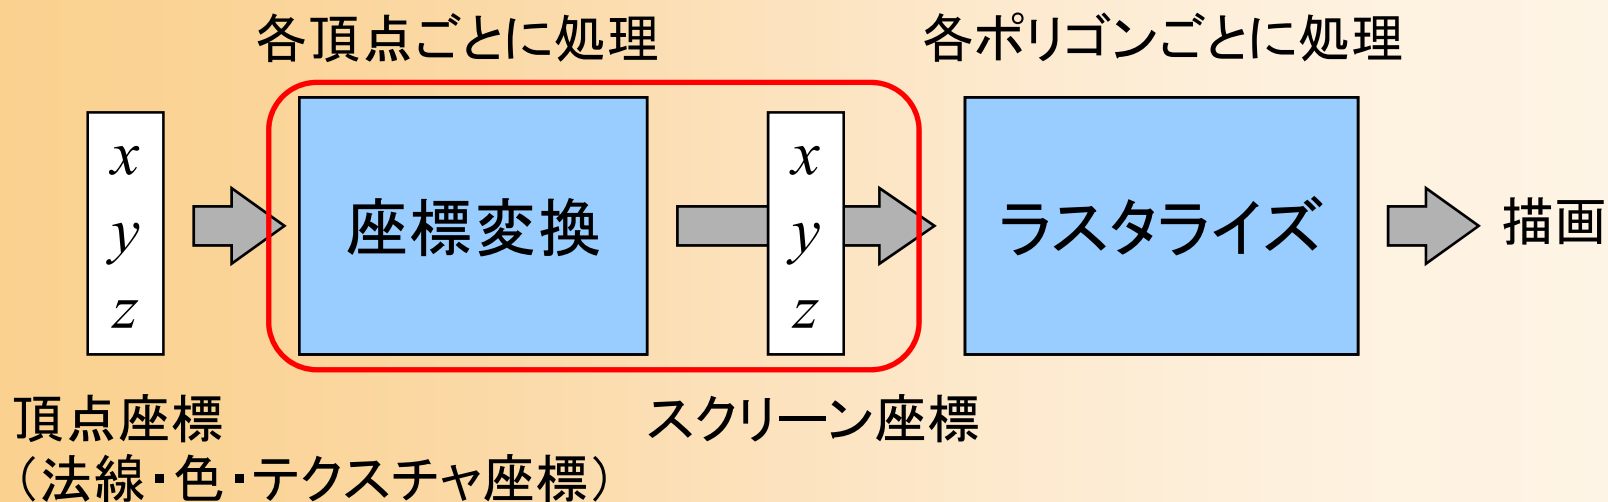 各頂点ごとに処理
各ポリゴンごとに処理
x
y
z
座標変換
x
y
z
ラスタライズ
描画
頂点座標
（法線・色・テクスチャ座標）
スクリーン座標